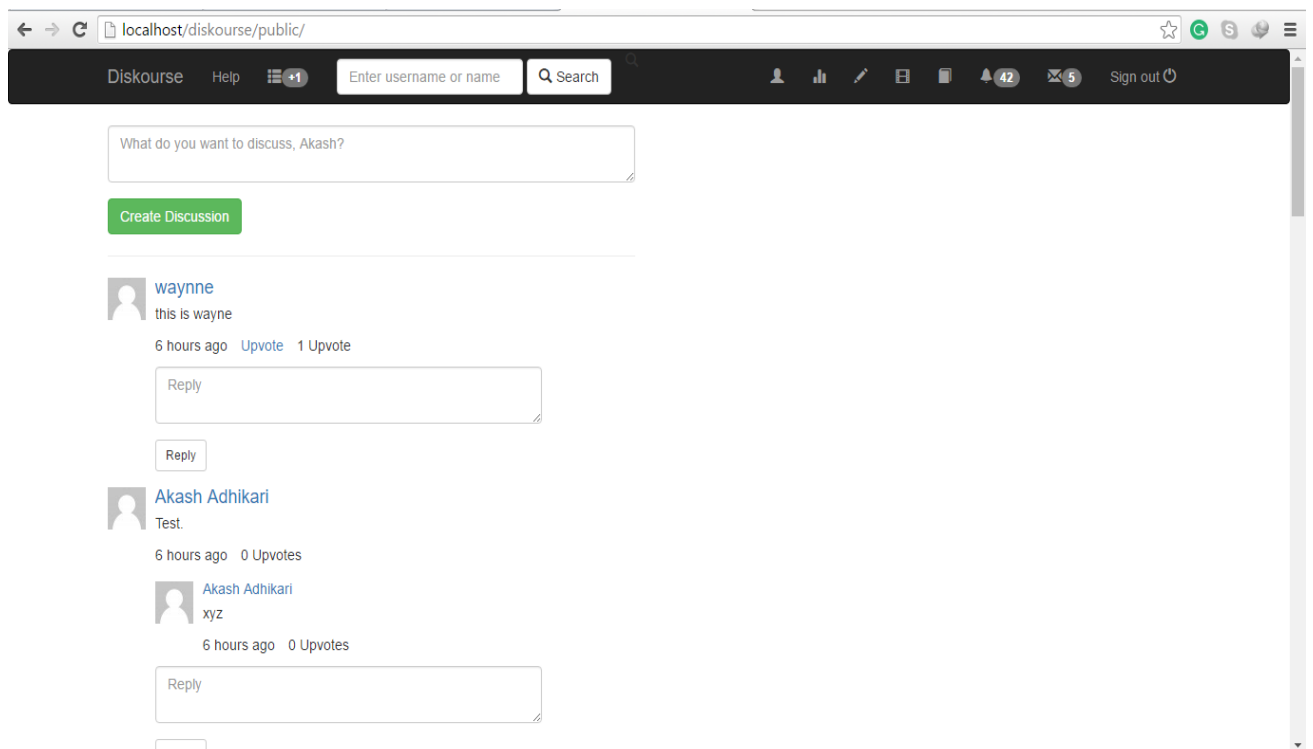 localhost/diskourse/public/
Diskourse Help +1 Enter username or name Search 42 5 Sign out
What do you want to discuss, Akash?
Create Discussion
waynne
this is wayne
6 hours ago Upvote 1 Upvote
Reply
Reply
Akash Adhikari
Test.
6 hours ago 0 Upvotes
Akash Adhikari
xyz
6 hours ago 0 Upvotes
Reply